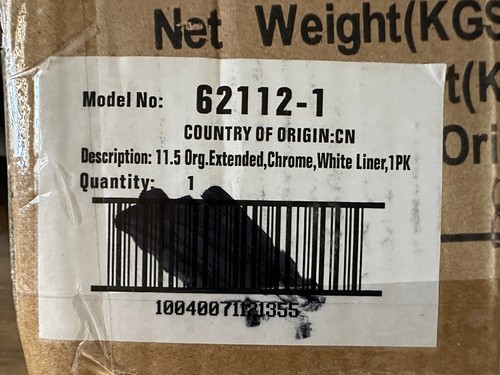 Net Weight(KGS
Model No: 62112-1
COUNTRY OF ORIGIN:CN
Description: 11.5 Org.Extended,Chrome,White Liner,1PK
Quantity: 1